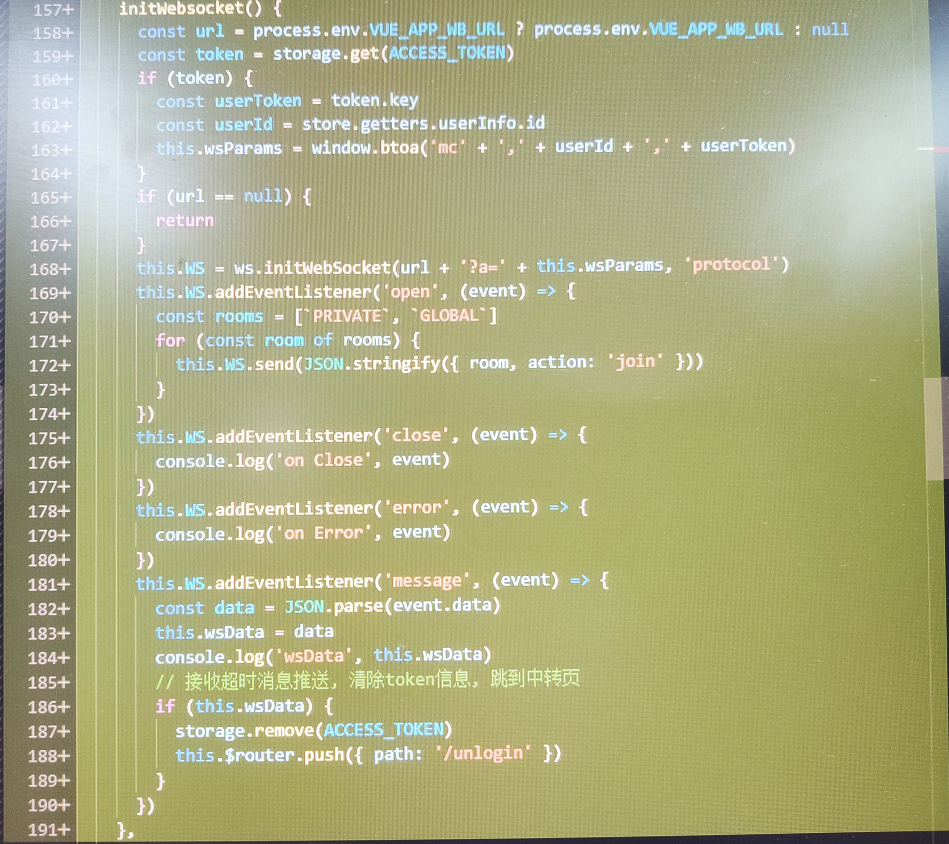 157+ initWebsocket() {
158+ const url = process.env.VUE_APP_WB_URL ? process.env.VUE_APP_WB_URL : null
159+ const token = storage.get(ACCESS_TOKEN)
160+ if (token) {
161+ const userToken = token.key
162+ const userId = store.getters.userInfo.id
163+ this.wsParams = window.btoa('mc' + ',' + userId + ',' + userToken)
164+ }
165+ if (url == null) {
166+ return
167+ }
168+ this.WS = ws.initWebSocket(url + '?a=' + this.wsParams, 'protocol')
169+ this.WS.addEventListener('open', (event) => {
170+ const rooms = [`PRIVATE`, `GLOBAL`]
171+ for (const room of rooms) {
172+ this.WS.send(JSON.stringify({ room, action: 'join' }))
173+ }
174+ })
175+ this.WS.addEventListener('close', (event) => {
176+ console.log('on Close', event)
177+ })
178+ this.WS.addEventListener('error', (event) => {
179+ console.log('on Error', event)
180+ })
181+ this.WS.addEventListener('message', (event) => {
182+ const data = JSON.parse(event.data)
183+ this.wsData = data
184+ console.log('wsData', this.wsData)
185+ // 接收超时消息推送, 清除token信息, 跳到中转页
186+ if (this.wsData) {
187+ storage.remove(ACCESS_TOKEN)
188+ this.$router.push({ path: '/unlogin' })
189+ }
190+ })
191+ },